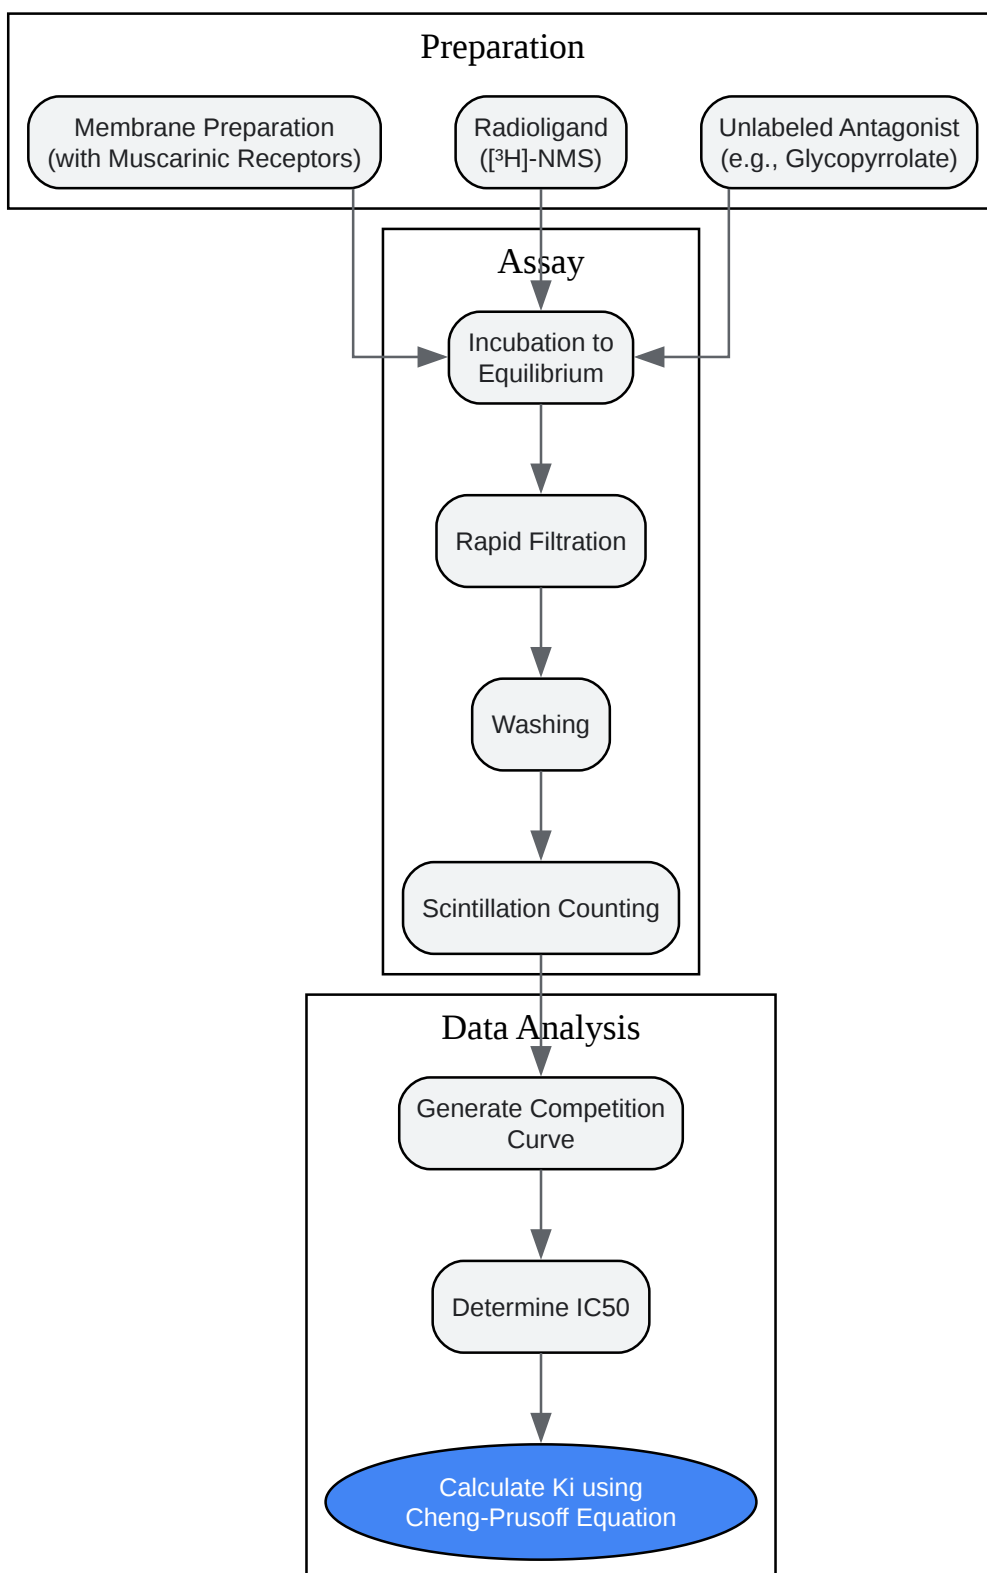 Preparation
Membrane Preparation
(with Muscarinic Receptors)
Radioligand
([³H]-NMS)
Unlabeled Antagonist
(e.g., Glycopyrrolate)
Assay
Incubation to
Equilibrium
Rapid Filtration
Washing
Scintillation Counting
Data Analysis
Generate Competition
Curve
Determine IC50
Calculate Ki using
Cheng-Prusoff Equation